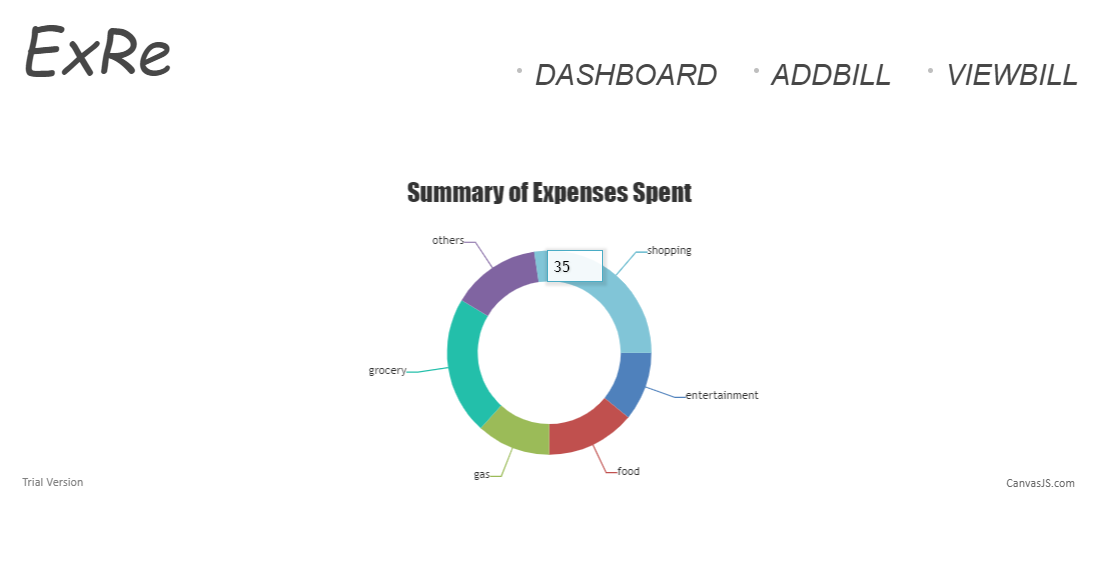 ExRe
DASHBOARD ADDBILL VIEWBILL
Summary of Expenses Spent
others
shopping
35
grocery
entertainment
gas
food
Trial Version
CanvasJS.com